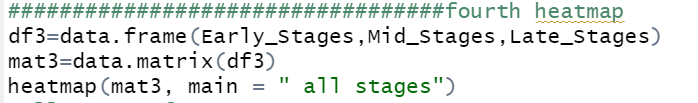 ##################################fourth heatmap
df3=data.frame(Early_Stages,Mid_Stages,Late_Stages)
mat3=data.matrix(df3)
heatmap(mat3, main = " all stages")